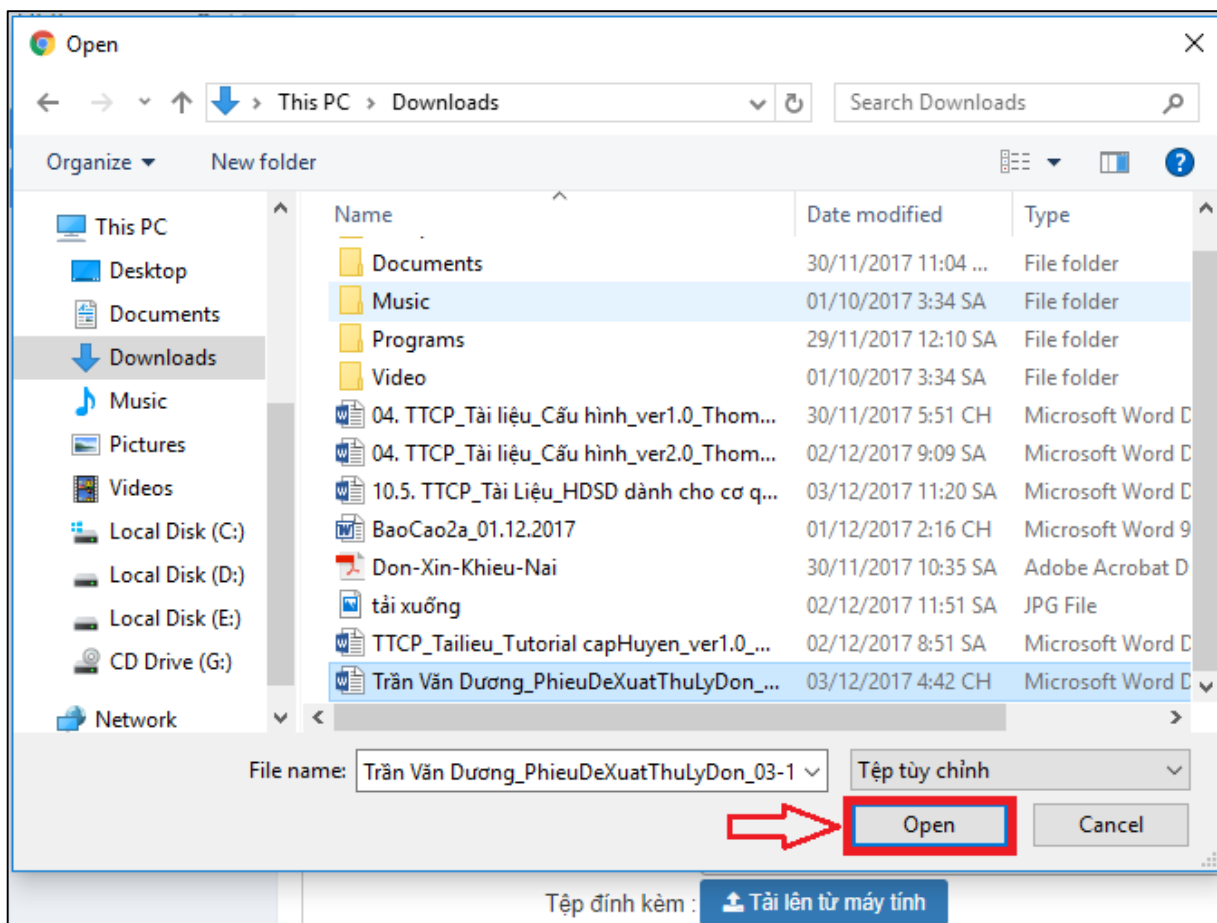 Open
This PC > Downloads
Search Downloads
Organize
New folder
This PC
Desktop
Documents
Downloads
Music
Pictures
Videos
Local Disk (C:)
Local Disk (D:)
Local Disk (E:)
CD Drive (G:)
Network
Name Date modified Type
Documents 30/11/2017 11:04 ... File folder
Music 01/10/2017 3:34 SA File folder
Programs 29/11/2017 12:10 SA File folder
Video 01/10/2017 3:34 SA File folder
04. TTCP_Tài liệu_Cấu hình_ver1.0_Thom... 30/11/2017 5:51 CH Microsoft Word D
04. TTCP_Tài liệu_Cấu hình_ver2.0_Thom... 02/12/2017 9:09 SA Microsoft Word D
10.5. TTCP_Tài Liệu_HDSD dành cho cơ q... 03/12/2017 11:20 SA Microsoft Word D
BaoCao2a_01.12.2017 01/12/2017 2:16 CH Microsoft Word 9
Don-Xin-Khieu-Nai 30/11/2017 10:35 SA Adobe Acrobat D
tải xuống 02/12/2017 11:51 SA JPG File
TTCP_Tailieu_Tutorial capHuyen_ver1.0_... 02/12/2017 8:51 SA Microsoft Word D
Trần Văn Dương_PhieuDeXuatThuLyDon_... 03/12/2017 4:42 CH Microsoft Word D
File name: Trần Văn Dương_PhieuDeXuatThuLyDon_03-1 Tệp tùy chỉnh
Open Cancel
Tệp đính kèm : Tải lên từ máy tính